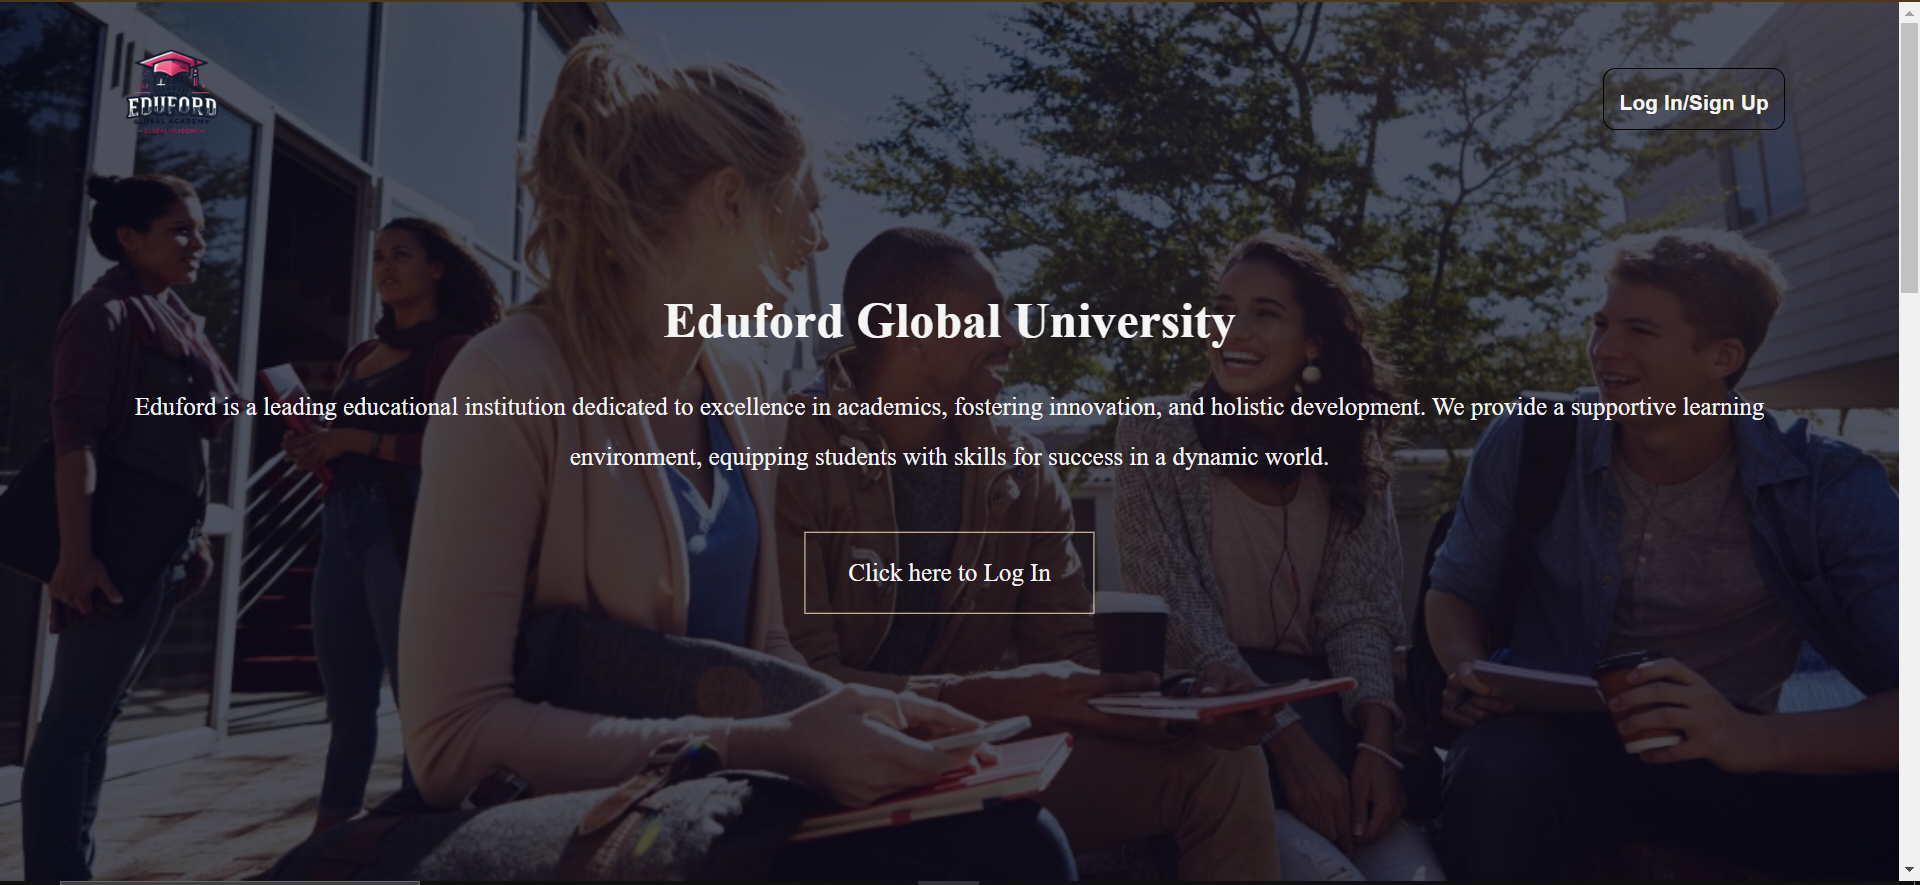 EDUFORD
GLOBAL ACADEMY
Log In/Sign Up
Eduford Global University
Eduford is a leading educational institution dedicated to excellence in academics, fostering innovation, and holistic development. We provide a supportive learning
environment, equipping students with skills for success in a dynamic world.
Click here to Log In